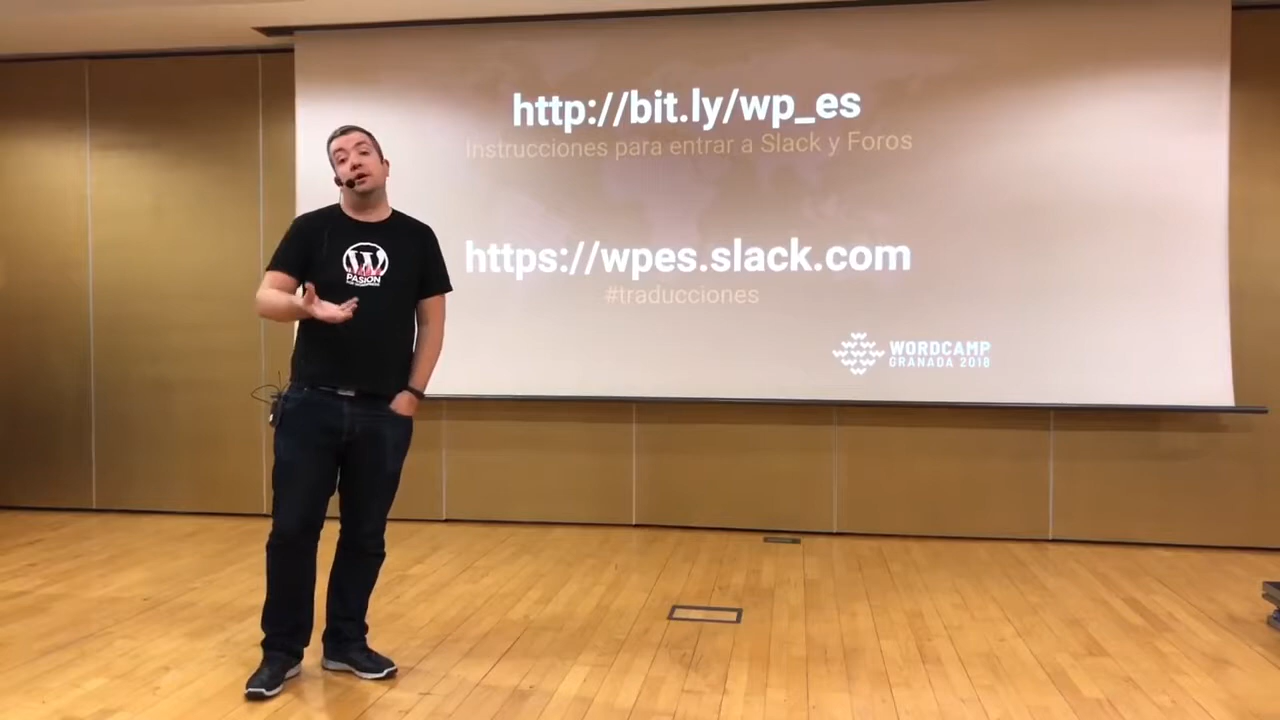 http://bit.ly/wp_es
Instrucciones para entrar a Slack y Foros
https://wpes.slack.com
#traducciones
WORDCAMP
GRANADA 2018
W
PASIÓN